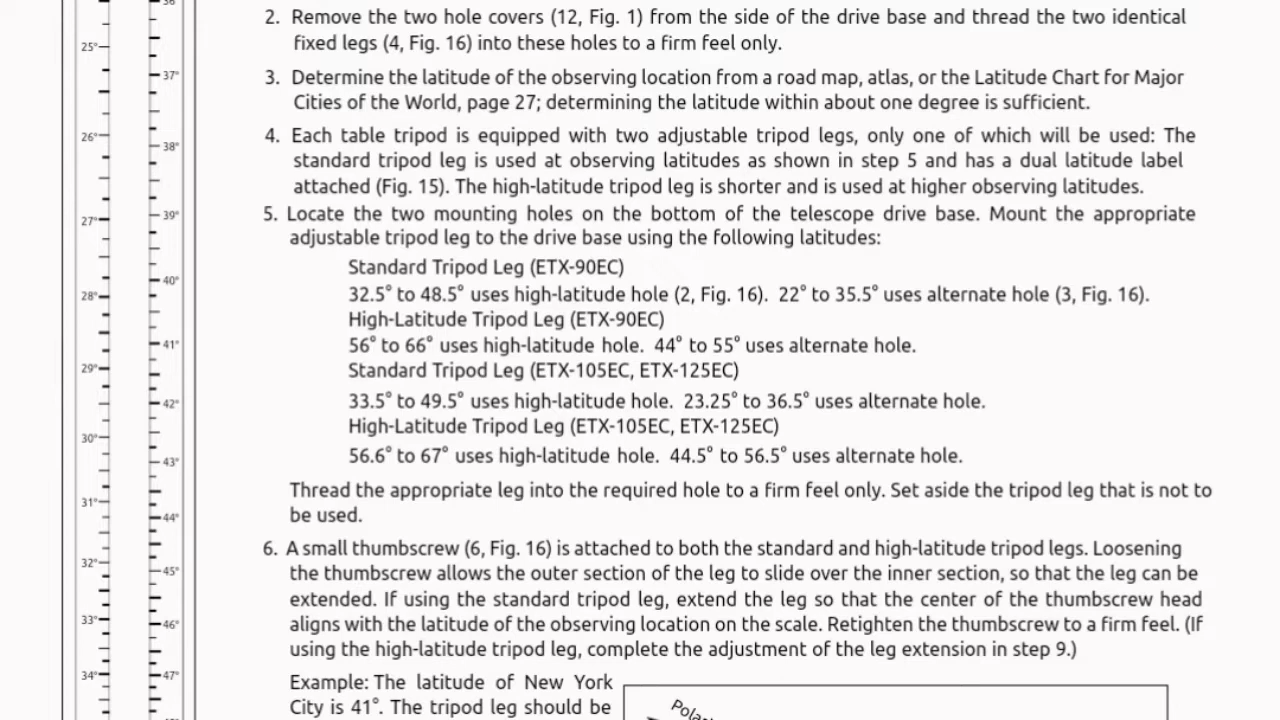 2. Remove the two hole covers (12, Fig. 1) from the side of the drive base and thread the two identical
fixed legs (4, Fig. 16) into these holes to a firm feel only.
3. Determine the latitude of the observing location from a road map, atlas, or the Latitude Chart for Major
Cities of the World, page 27; determining the latitude within about one degree is sufficient.
4. Each table tripod is equipped with two adjustable tripod legs, only one of which will be used: The
standard tripod leg is used at observing latitudes as shown in step 5 and has a dual latitude label
attached (Fig. 15). The high-latitude tripod leg is shorter and is used at higher observing latitudes.
5. Locate the two mounting holes on the bottom of the telescope drive base. Mount the appropriate
adjustable tripod leg to the drive base using the following latitudes:
Standard Tripod Leg (ETX-90EC)
32.5° to 48.5° uses high-latitude hole (2, Fig. 16). 22° to 35.5° uses alternate hole (3, Fig. 16).
High-Latitude Tripod Leg (ETX-90EC)
56° to 66° uses high-latitude hole. 44° to 55° uses alternate hole.
Standard Tripod Leg (ETX-105EC, ETX-125EC)
33.5° to 49.5° uses high-latitude hole. 23.25° to 36.5° uses alternate hole.
High-Latitude Tripod Leg (ETX-105EC, ETX-125EC)
56.6° to 67° uses high-latitude hole. 44.5° to 56.5° uses alternate hole.
Thread the appropriate leg into the required hole to a firm feel only. Set aside the tripod leg that is not to
be used.
6. A small thumbscrew (6, Fig. 16) is attached to both the standard and high-latitude tripod legs. Loosening
the thumbscrew allows the outer section of the leg to slide over the inner section, so that the leg can be
extended. If using the standard tripod leg, extend the leg so that the center of the thumbscrew head
aligns with the latitude of the observing location on the scale. Retighten the thumbscrew to a firm feel. (If
using the high-latitude tripod leg, complete the adjustment of the leg extension in step 9.)
Example: The latitude of New York
City is 41°. The tripod leg should be
25°
26°
27°
28°
29°
30°
31°
32°
33°
34°
36°
37°
38°
39°
40°
41°
42°
43°
44°
45°
46°
47°